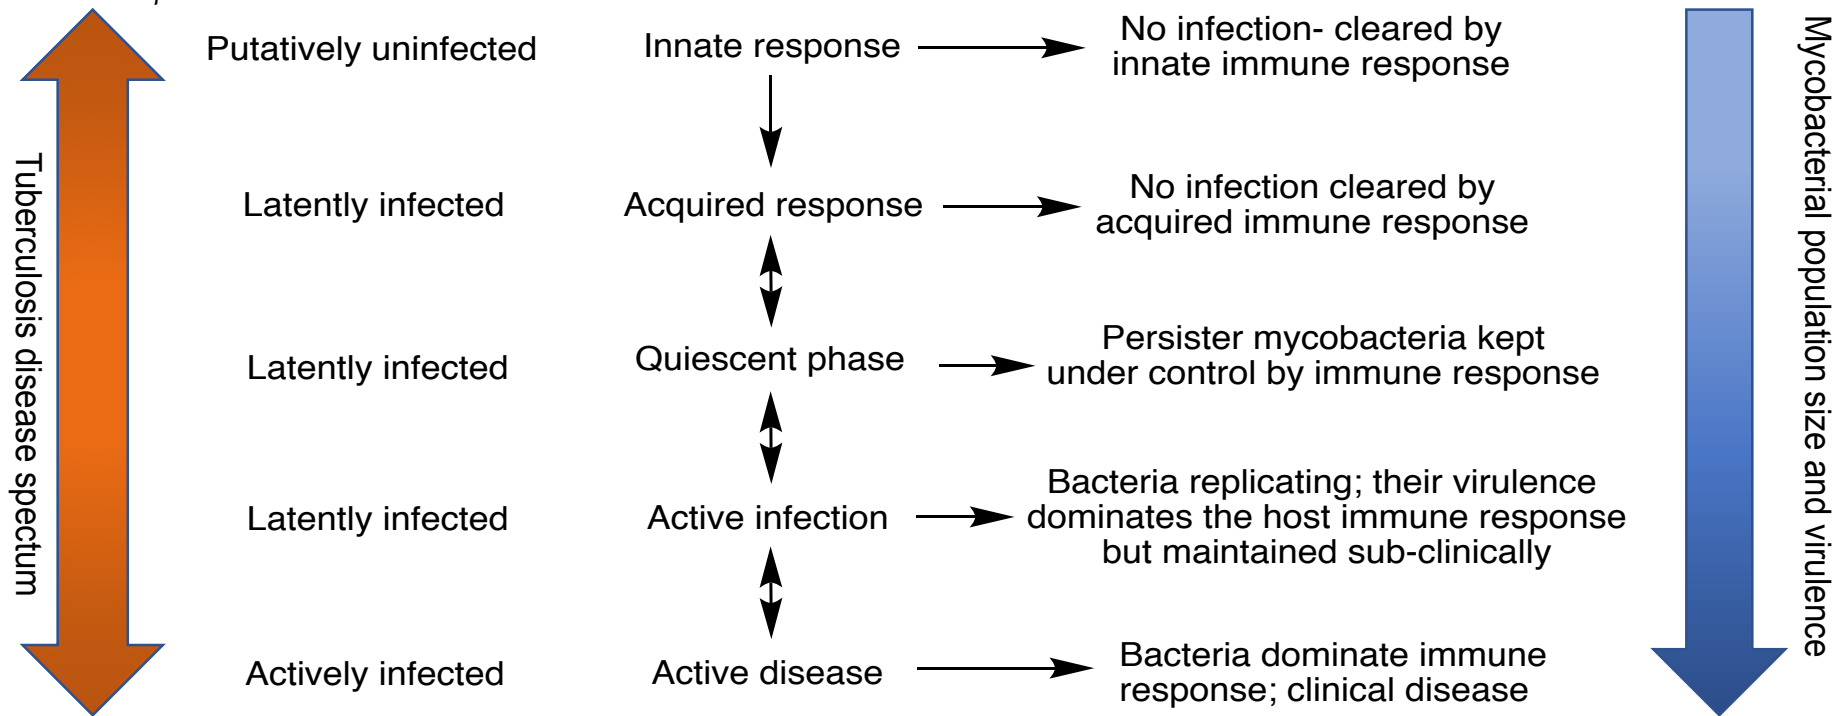 Tuberculosis disease spectum
Putatively uninfected
Innate response
No infection- cleared by
innate immune response
Latently infected
Acquired response
No infection cleared by
acquired immune response
Latently infected
Quiescent phase
Persister mycobacteria kept
under control by immune response
Latently infected
Active infection
Bacteria replicating; their virulence
dominates the host immune response
but maintained sub-clinically
Actively infected
Active disease
Bacteria dominate immune
response; clinical disease
Mycobacterial population size and virulence